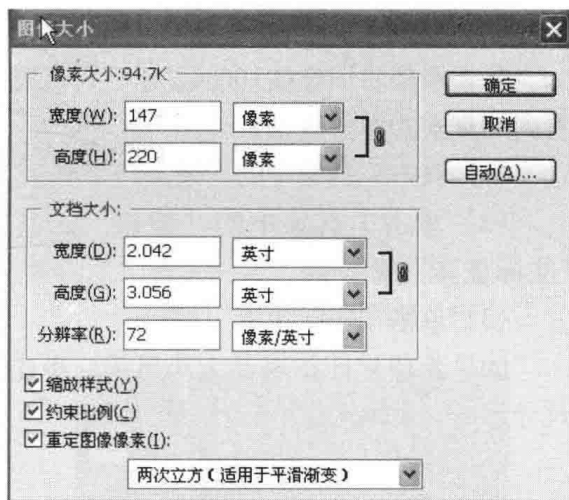 图像大小
像素大小:94.7K
宽度(W): 147 像素
高度(H): 220 像素
确定
取消
自动(A)...
文档大小:
宽度(D): 2.042 英寸
高度(G): 3.056 英寸
分辨率(R): 72 像素/英寸
缩放样式(Y)
约束比例(C)
重定图像像素(I):
两次立方（适用于平滑渐变）